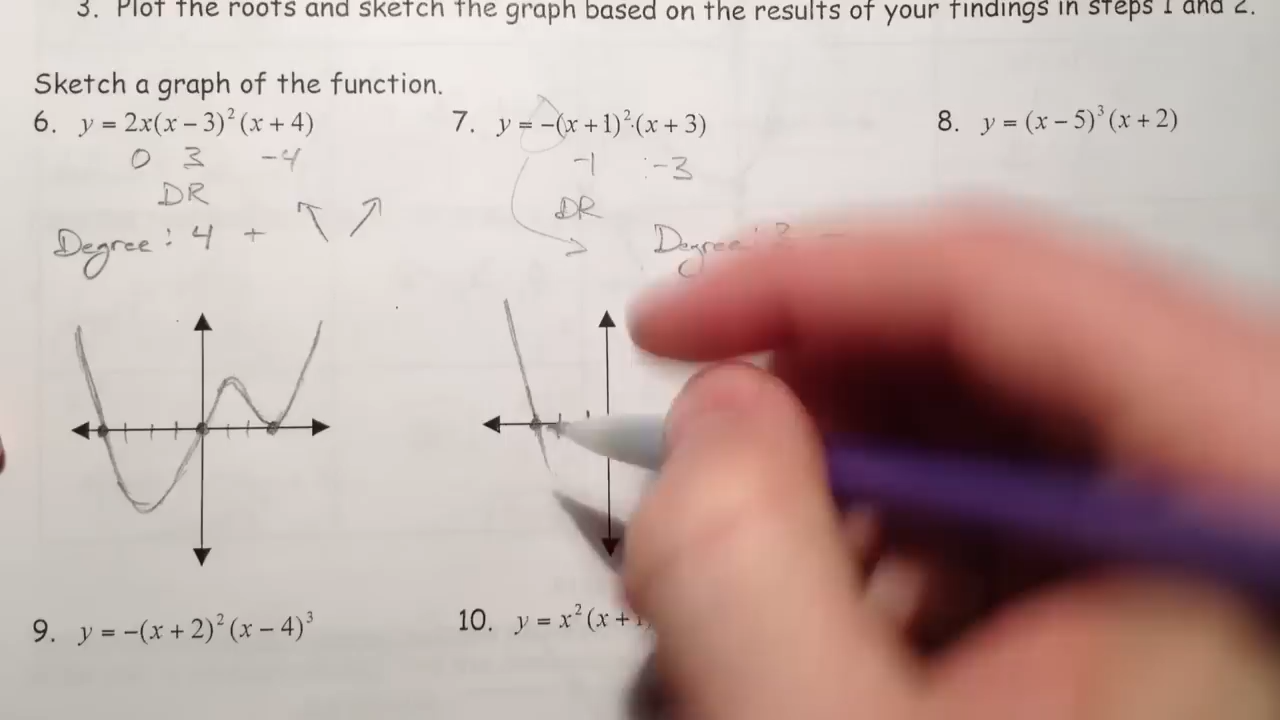 3. Plot the roots and sketch the graph based on the results of your findings in steps 1 and 2.
Sketch a graph of the function.
6. y = 2x(x − 3)² (x + 4)
0 3 -4
DR
Degree: 4 +
7. y = −(x + 1)²·(x + 3)
-1 -3
DR
Degree: 3 −
8. y = (x − 5)³ (x + 2)
9. y = −(x + 2)² (x − 4)³
10. y = x² (x +